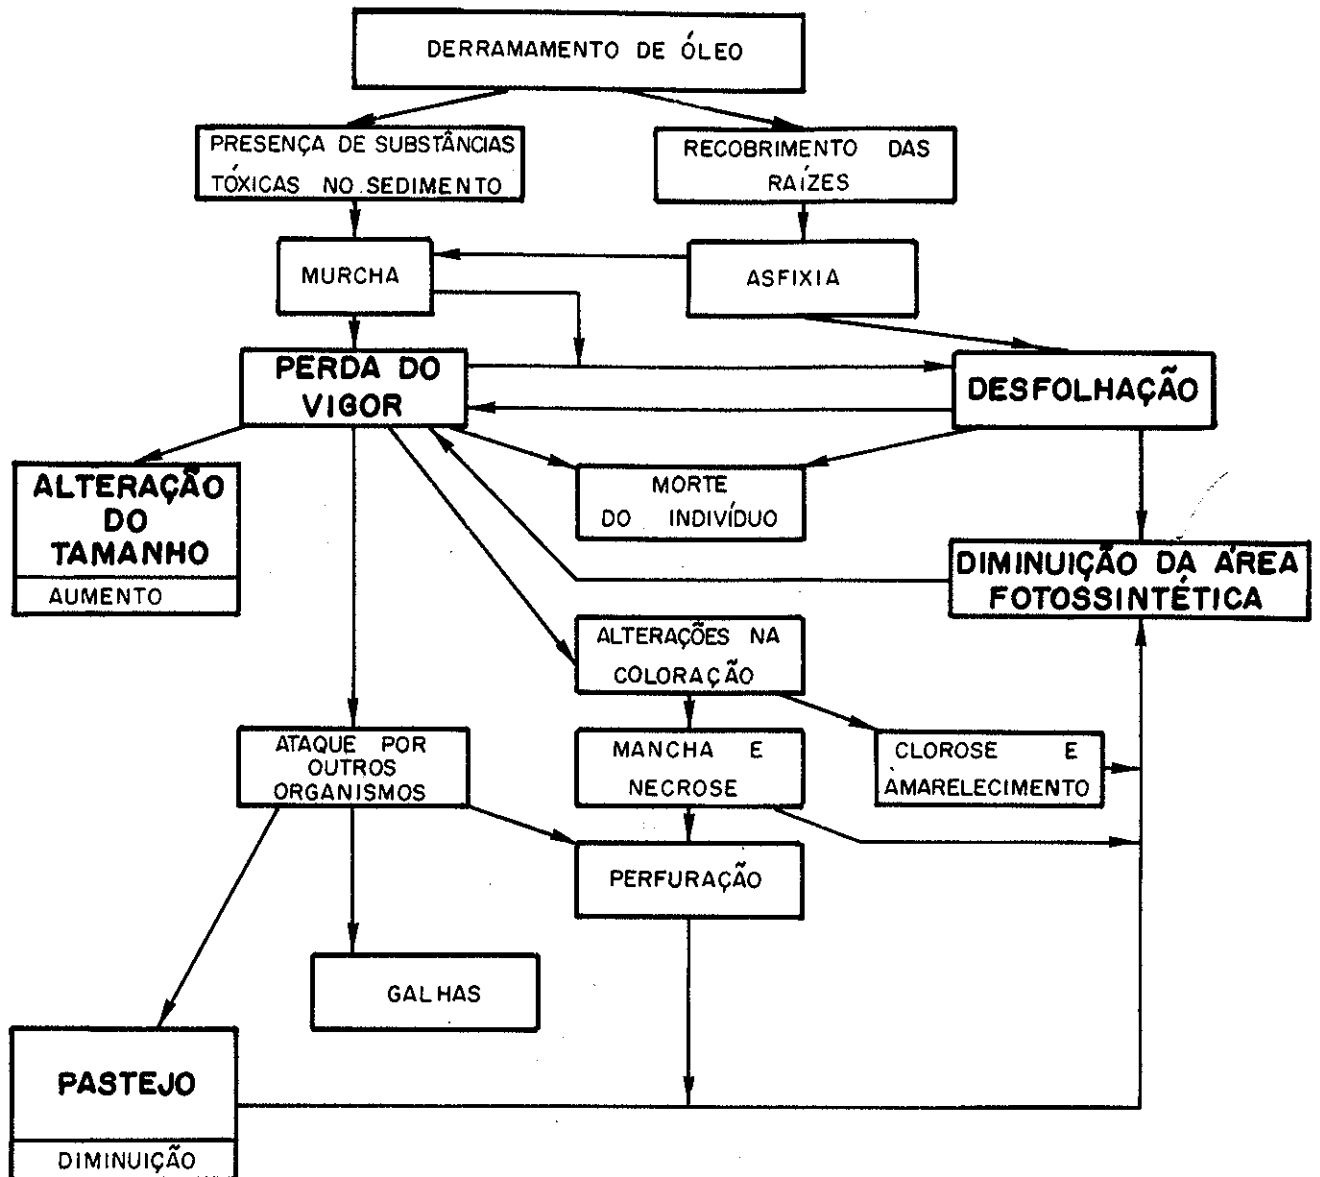 DERRAMAMENTO DE ÓLEO
PRESENÇA DE SUBSTÂNCIAS
TÓXICAS NO SEDIMENTO
RECOBRIMENTO DAS
RAÍZES
MURCHA
ASFIXIA
PERDA DO
VIGOR
DESFOLHAÇÃO
ALTERAÇÃO
DO
TAMANHO
AUMENTO
MORTE
DO INDIVÍDUO
DIMINUIÇÃO DA ÁREA
FOTOSSINTÉTICA
ALTERAÇÕES NA
COLORAÇÃO
ATAQUE POR
OUTROS
ORGANISMOS
MANCHA E
NECROSE
CLOROSE E
AMARELECIMENTO
PERFURAÇÃO
GALHAS
PASTEJO
DIMINUIÇÃO